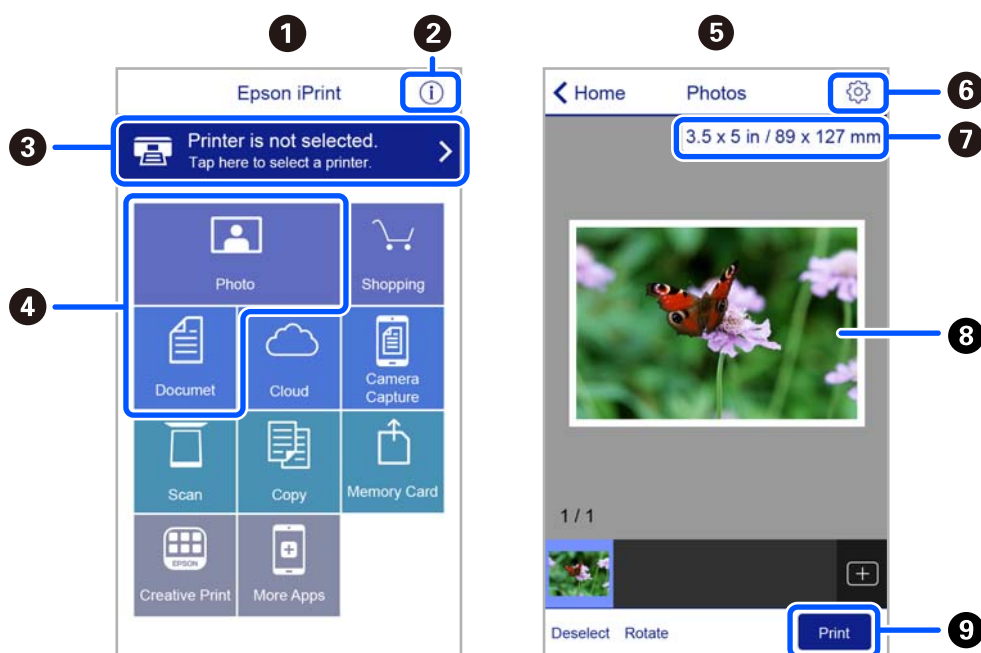 1
2
5
Epson iPrint
i
Home
Photos
6
3
Printer is not selected.
Tap here to select a printer.
3.5 x 5 in / 89 x 127 mm
7
4
Photo
Shopping
8
Documet
Cloud
Camera
Capture
Scan
Copy
Memory Card
1 / 1
EPSON
Creative Print
More Apps
Deselect
Rotate
Print
9